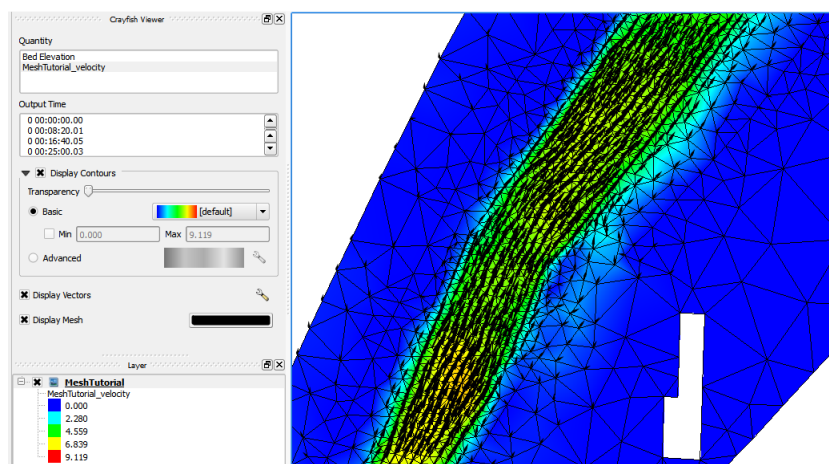 Crayfish Viewer
Quantity
Bed Elevation
MeshTutorial_velocity
Output Time
0 00:00:00.00
0 00:08:20.01
0 00:16:40.05
0 00:25:00.03
Display Contours
Transparency
Basic [default]
Min 0.000 Max 9.119
Advanced
Display Vectors
Display Mesh
Layer
MeshTutorial
MeshTutorial_velocity
0.000
2.280
4.559
6.839
9.119